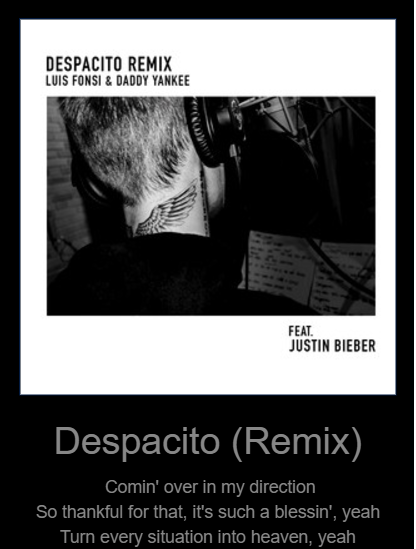 DESPACITO REMIX
LUIS FONSI & DADDY YANKEE
FEAT.
JUSTIN BIEBER
Despacito (Remix)
Comin' over in my direction
So thankful for that, it's such a blessin', yeah
Turn every situation into heaven, yeah